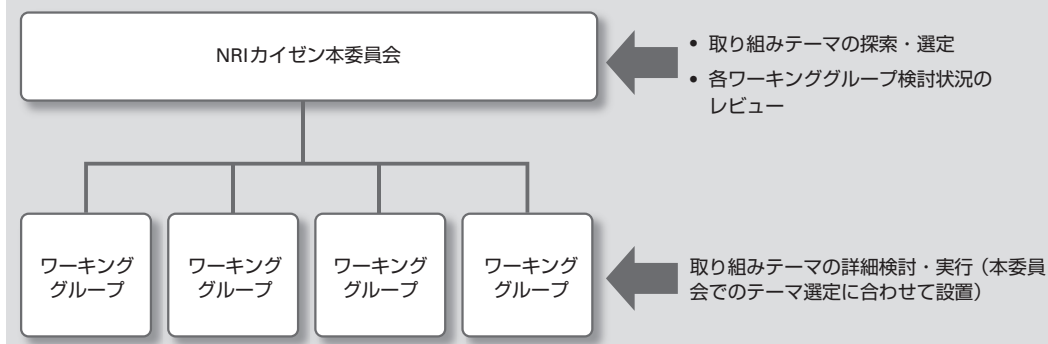 NRIカイゼン本委員会
• 取り組みテーマの探索・選定
• 各ワーキンググループ検討状況の
レビュー
ワーキング
グループ
ワーキング
グループ
ワーキング
グループ
ワーキング
グループ
取り組みテーマの詳細検討・実行（本委員
会でのテーマ選定に合わせて設置）